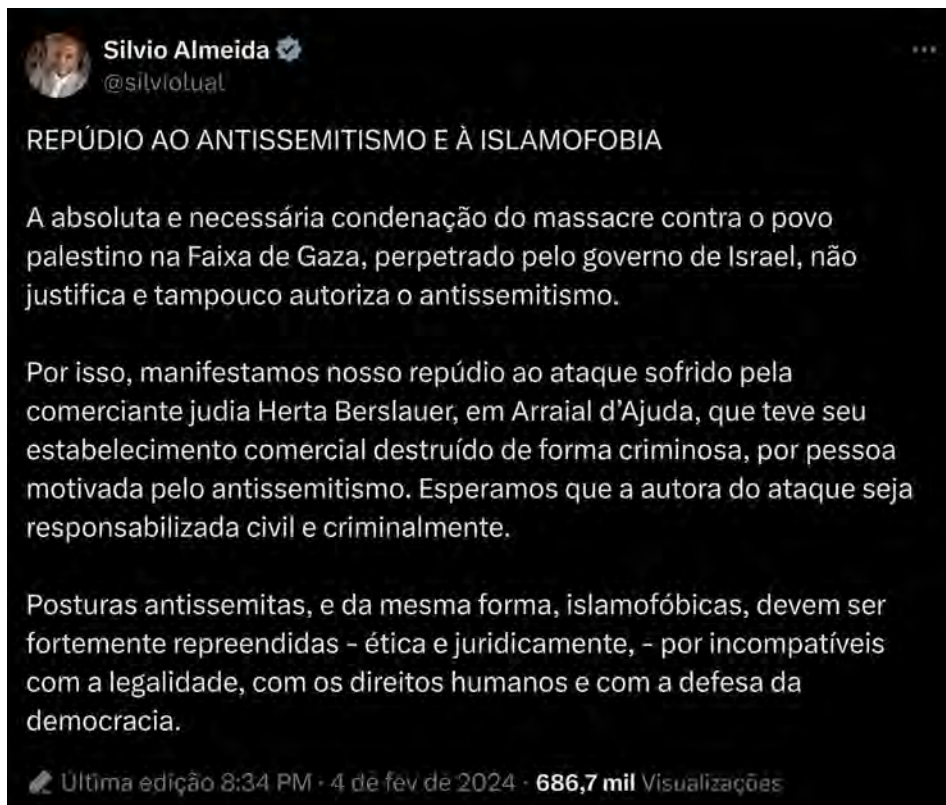 Silvio Almeida
@silviolual
REPÚDIO AO ANTISSEMITISMO E À ISLAMOFOBIA
A absoluta e necessária condenação do massacre contra o povo
palestino na Faixa de Gaza, perpetrado pelo governo de Israel, não
justifica e tampouco autoriza o antissemitismo.
Por isso, manifestamos nosso repúdio ao ataque sofrido pela
comerciante judia Herta Berslauer, em Arraial d'Ajuda, que teve seu
estabelecimento comercial destruído de forma criminosa, por pessoa
motivada pelo antissemitismo. Esperamos que a autora do ataque seja
responsabilizada civil e criminalmente.
Posturas antissemitas, e da mesma forma, islamofóbicas, devem ser
fortemente repreendidas - ética e juridicamente, - por incompatíveis
com a legalidade, com os direitos humanos e com a defesa da
democracia.
Última edição 8:34 PM · 4 de fev de 2024 · 686,7 mil Visualizações